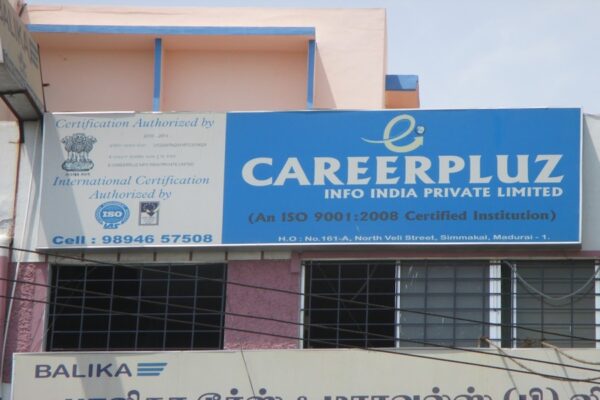 Certification Authorized by
International Certification
Authorized by
ISO
Cell : 98946 57508
e
CAREERPLUZ
INFO INDIA PRIVATE LIMITED
(An ISO 9001:2008 Certified Institution)
H.O : No.161-A, North Veli Street, Simmakal, Madurai - 1.
BALIKA